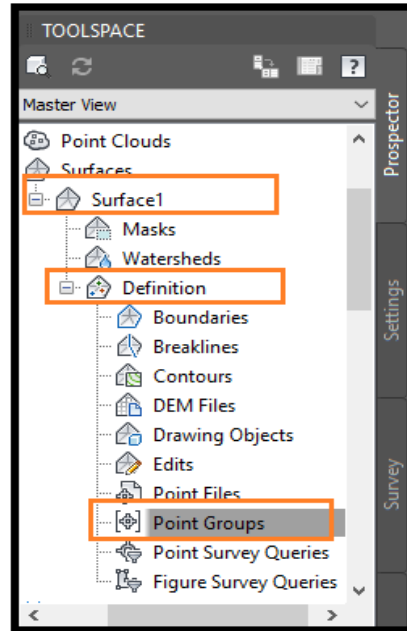 TOOLSPACE
?
Master View
Point Clouds
Surfaces
Surface1
Masks
Watersheds
Definition
Boundaries
Breaklines
Contours
DEM Files
Drawing Objects
Edits
Point Files
Point Groups
Point Survey Queries
Figure Survey Queries
Prospector
Settings
Survey